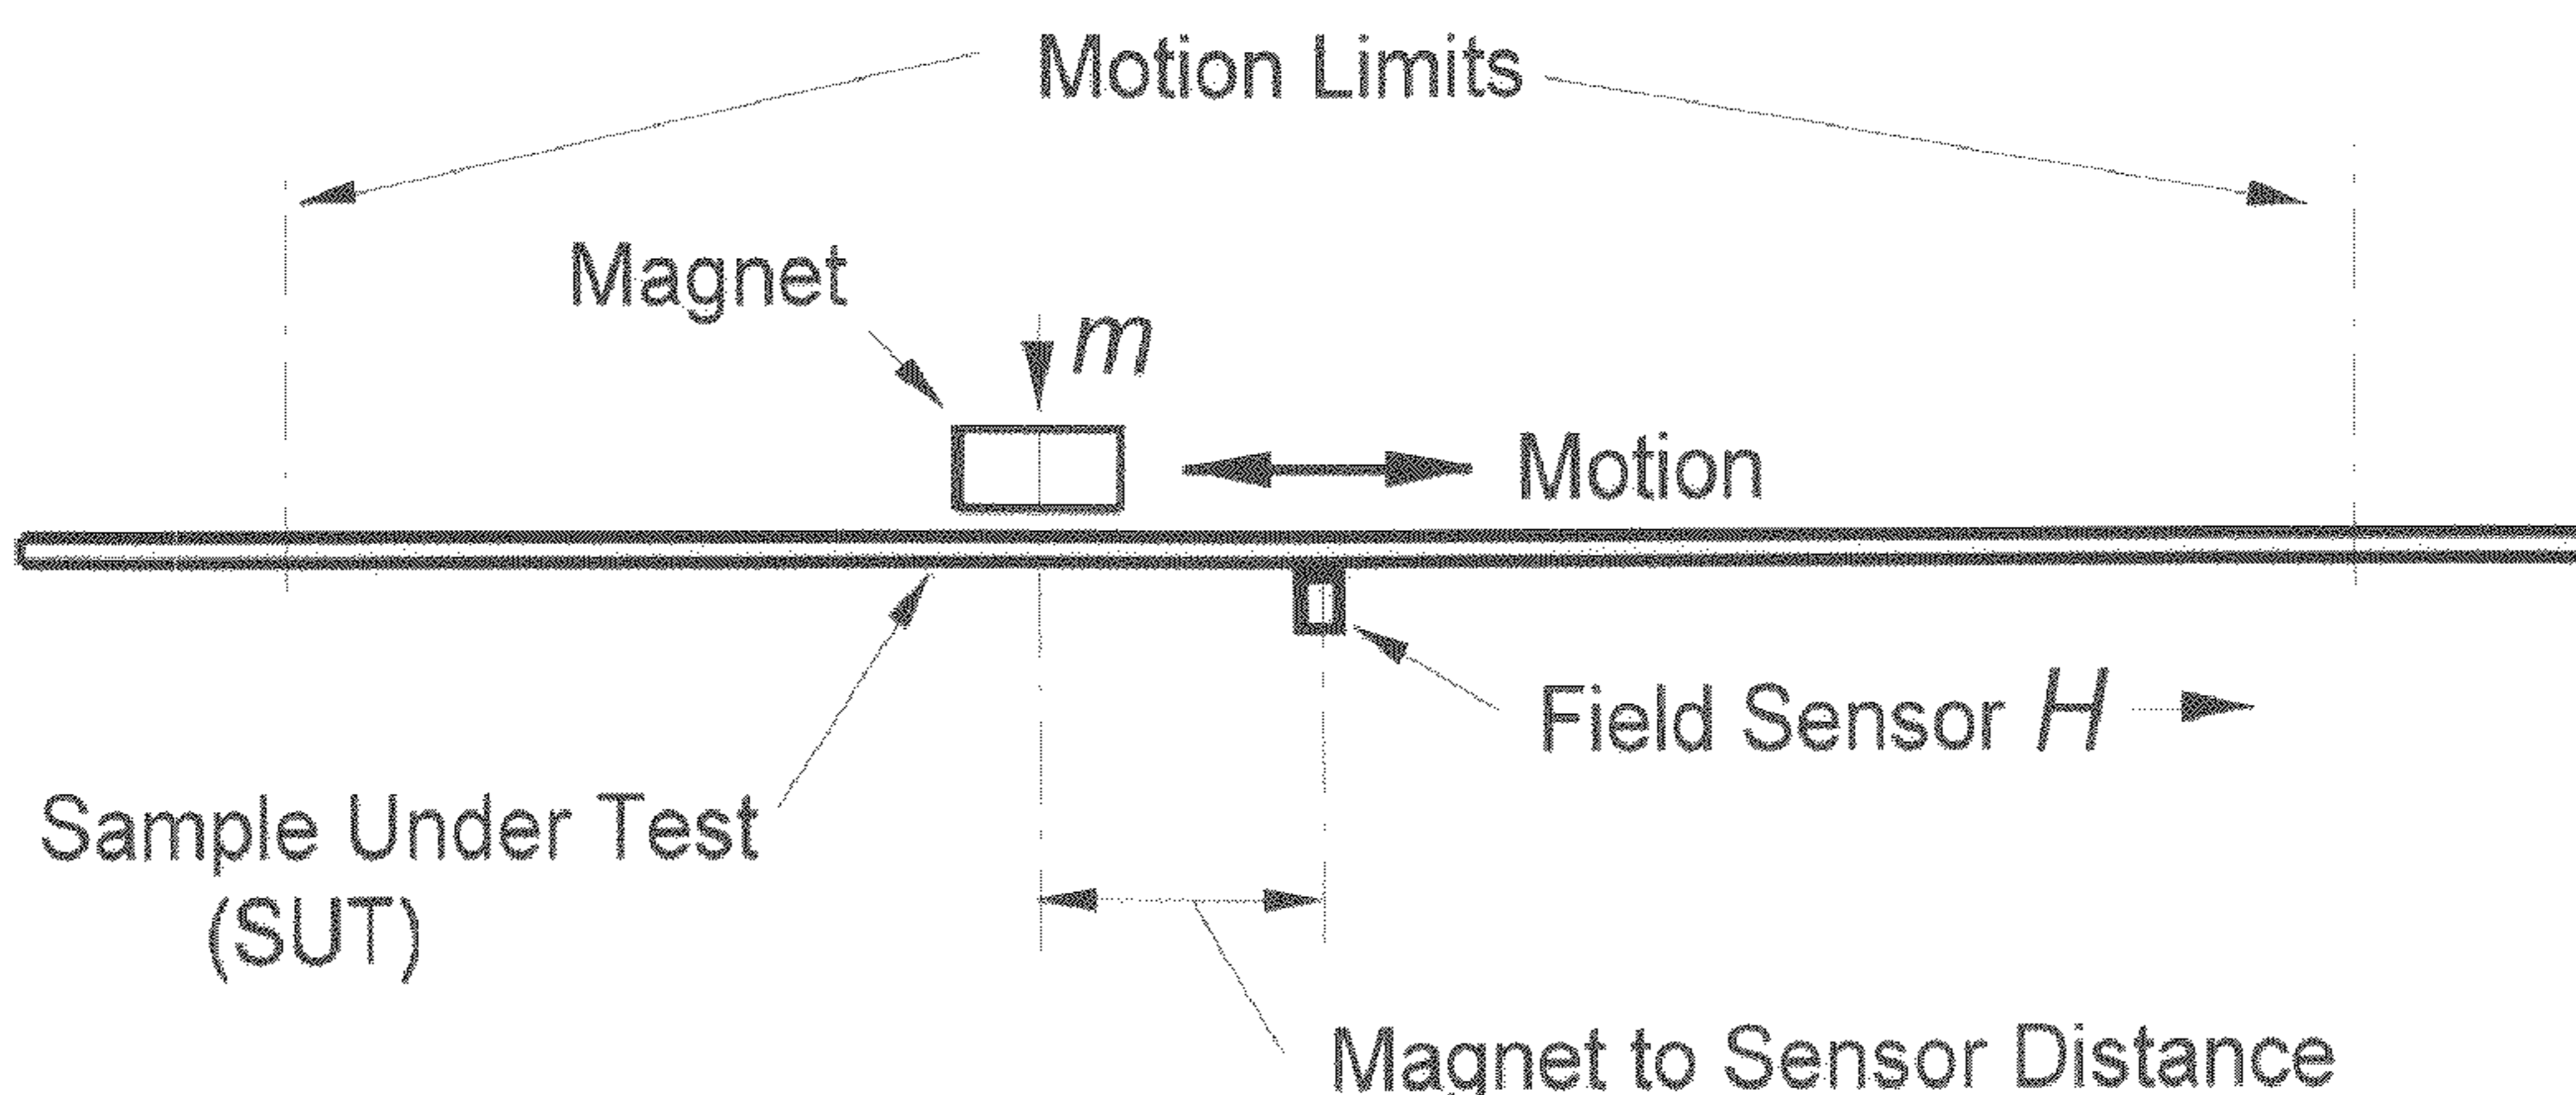 Motion Limits
Magnet
m
Motion
Field Sensor H
Sample Under Test
(SUT)
Magnet to Sensor Distance